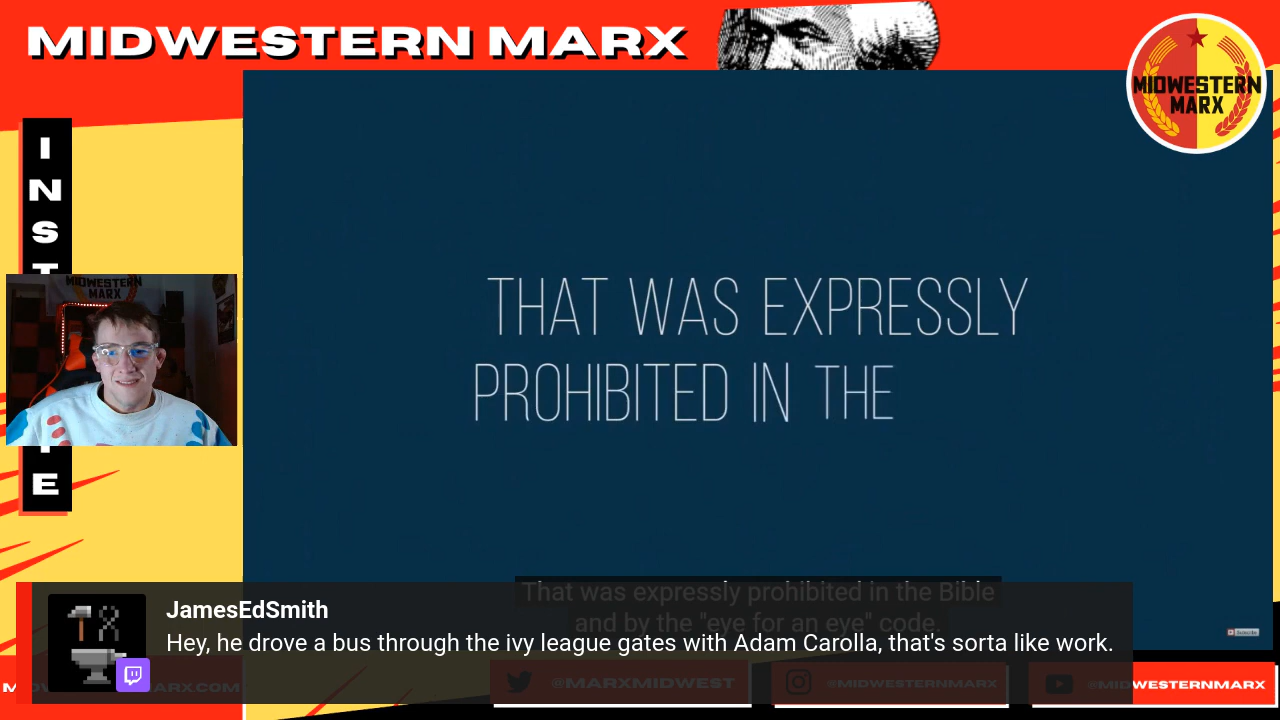 MIDWESTERN MARX
MIDWESTERN
MARX
I
N
S
T
E
MIDWESTERN
MARX
THAT WAS EXPRESSLY
PROHIBITED IN THE
That was expressly prohibited in the Bible
and by the "eye for an eye" code.
JamesEdSmith
Hey, he drove a bus through the ivy league gates with Adam Carolla, that's sorta like work.
@MARXMIDWEST
@MIDWESTERNMARX
@MIDWESTERNMARX